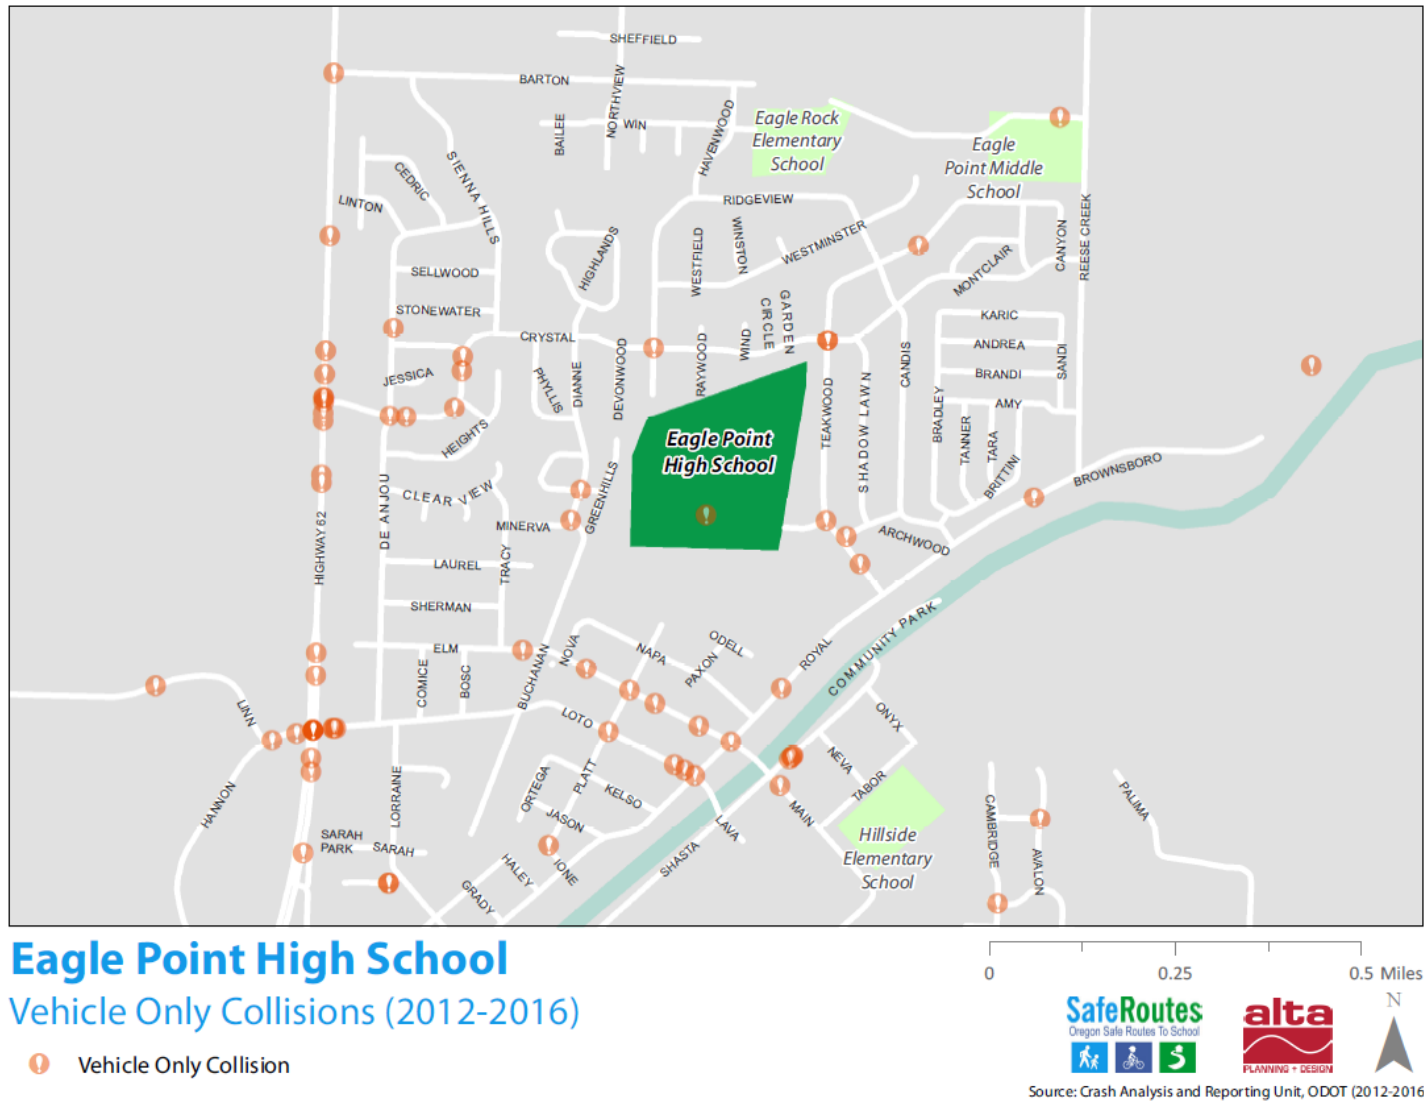 SHEFFIELD
BARTON
NORTHVIEW
BAILEE
WIN
HAVENWOOD
Eagle Rock
Elementary
School
Eagle
Point Middle
School
SIENNA HILLS
CEDRIC
LINTON
RIDGEVIEW
WINSTON
WESTFIELD
WESTMINSTER
HIGHLANDS
CANYON
REESE CREEK
MONTCLAIR
SELLWOOD
STONEWATER
CRYSTAL
GARDEN
CIRCLE
WIND
RAYWOOD
KARIC
ANDREA
BRANDI
SANDI
AMY
JESSICA
PHYLLIS
DIANNE
DEVONWOOD
TEAKWOOD
SHADOW LAWN
CANDIS
BRADLEY
TANNER
TARA
BRITTINI
HEIGHTS
Eagle Point
High School
BROWNSBORO
CLEAR VIEW
GREENHILLS
MINERVA
ARCHWOOD
HIGHWAY 62
DE ANJOU
LAUREL
TRACY
SHERMAN
ELM
COMICE
BOSC
BUCHANAN
NOVA
NAPA
ODELL
PAXON
ROYAL
COMMUNITY PARK
LINN
LOTO
ONYX
NEVA
TABOR
HANNON
LORRAINE
ORTEGA
PLATT
KELSO
JASON
MAIN
LAVA
SHASTA
CAMBRIDGE
AVALON
PALIMA
SARAH
PARK
SARAH
HALEY
IONE
GRADY
Hillside
Elementary
School
Eagle Point High School
Vehicle Only Collisions (2012-2016)
Vehicle Only Collision
0 0.25 0.5 Miles
SafeRoutes
Oregon Safe Routes To School
alta
PLANNING + DESIGN
N
Source: Crash Analysis and Reporting Unit, ODOT (2012-2016